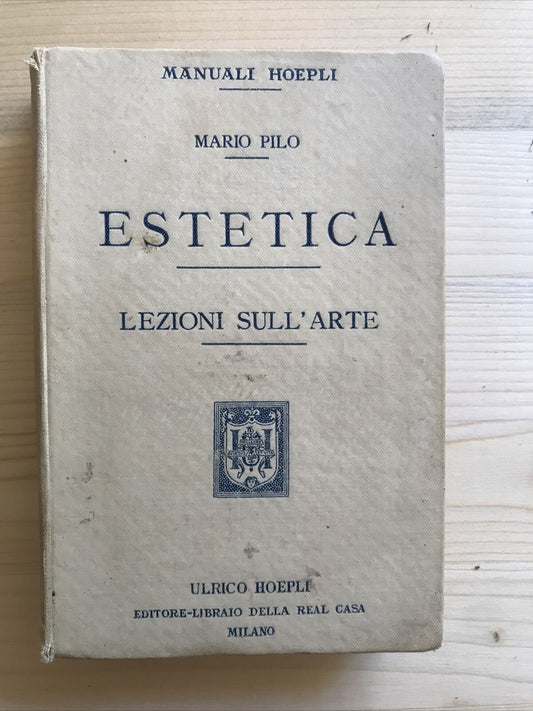 MANUALI HOEPLI
MARIO PILO
ESTETICA
LEZIONI SULL'ARTE
ULRICO HOEPLI
EDITORE-LIBRAIO DELLA REAL CASA
MILANO